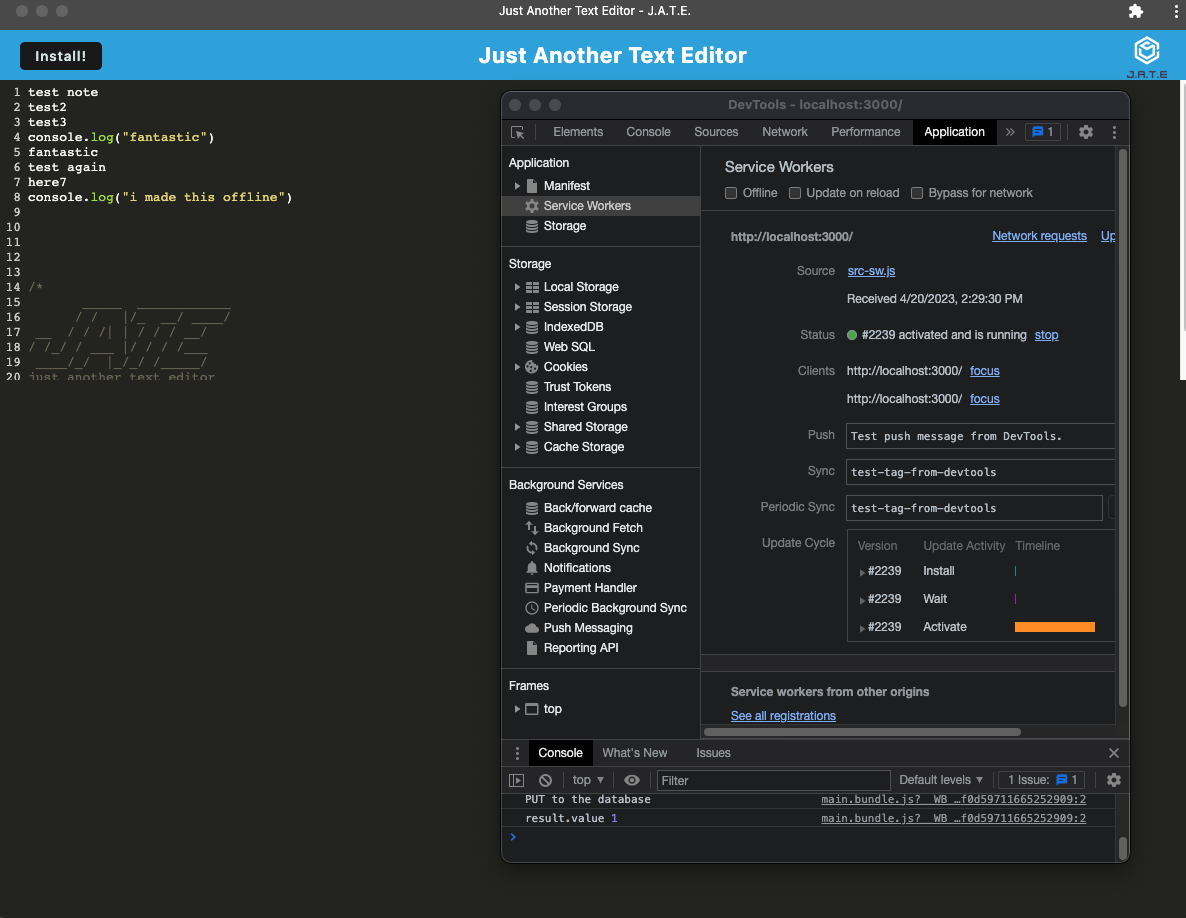 Just Another Text Editor - J.A.T.E.
Install!
Just Another Text Editor
J.A.T.E
1 test note
2 test2
3 test3
4 console.log("fantastic")
5 fantastic
6 test again
7 here7
8 console.log("i made this offline")
9
10
11
12
13
14 /*
15
16
17
18
19
20 just another text editor
DevTools - localhost:3000/
Elements Console Sources Network Performance Application » 1
Application
Manifest
Service Workers
Storage
Storage
Local Storage
Session Storage
IndexedDB
Web SQL
Cookies
Trust Tokens
Interest Groups
Shared Storage
Cache Storage
Background Services
Back/forward cache
Background Fetch
Background Sync
Notifications
Payment Handler
Periodic Background Sync
Push Messaging
Reporting API
Frames
top
Service Workers
Offline Update on reload Bypass for network
http://localhost:3000/ Network requests Up
Source src-sw.js
Received 4/20/2023, 2:29:30 PM
Status #2239 activated and is running stop
Clients http://localhost:3000/ focus
http://localhost:3000/ focus
Push Test push message from DevTools.
Sync test-tag-from-devtools
Periodic Sync test-tag-from-devtools
Update Cycle Version Update Activity Timeline
#2239 Install
#2239 Wait
#2239 Activate
Service workers from other origins
See all registrations
Console What's New Issues
top Filter Default levels 1 Issue: 1
PUT to the database main.bundle.js?__WB_…f0d59711665252909:2
result.value 1 main.bundle.js?__WB_…f0d59711665252909:2